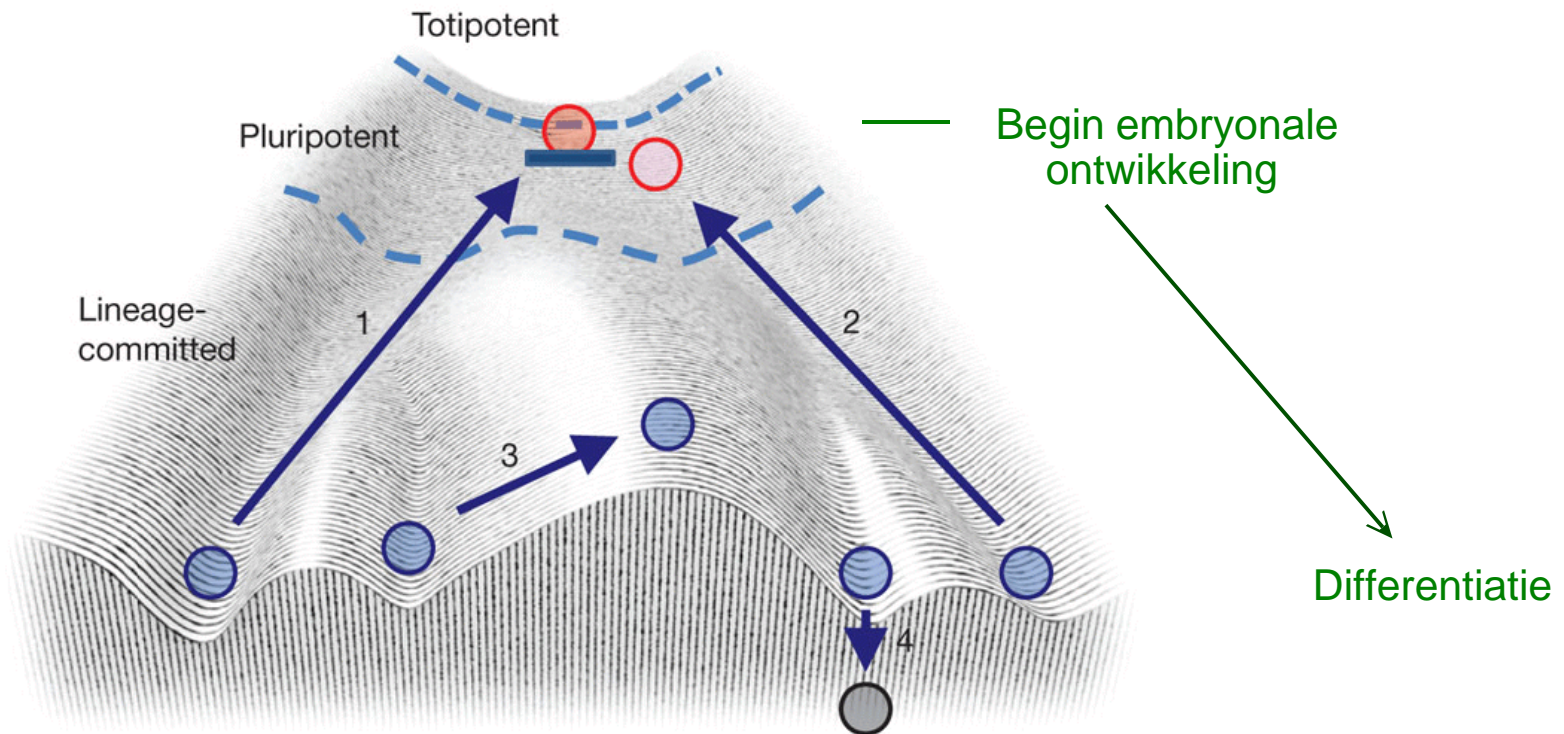 Totipotent
Pluripotent
Begin embryonale
ontwikkeling
Lineage-
committed
1
2
3
Differentiatie
4